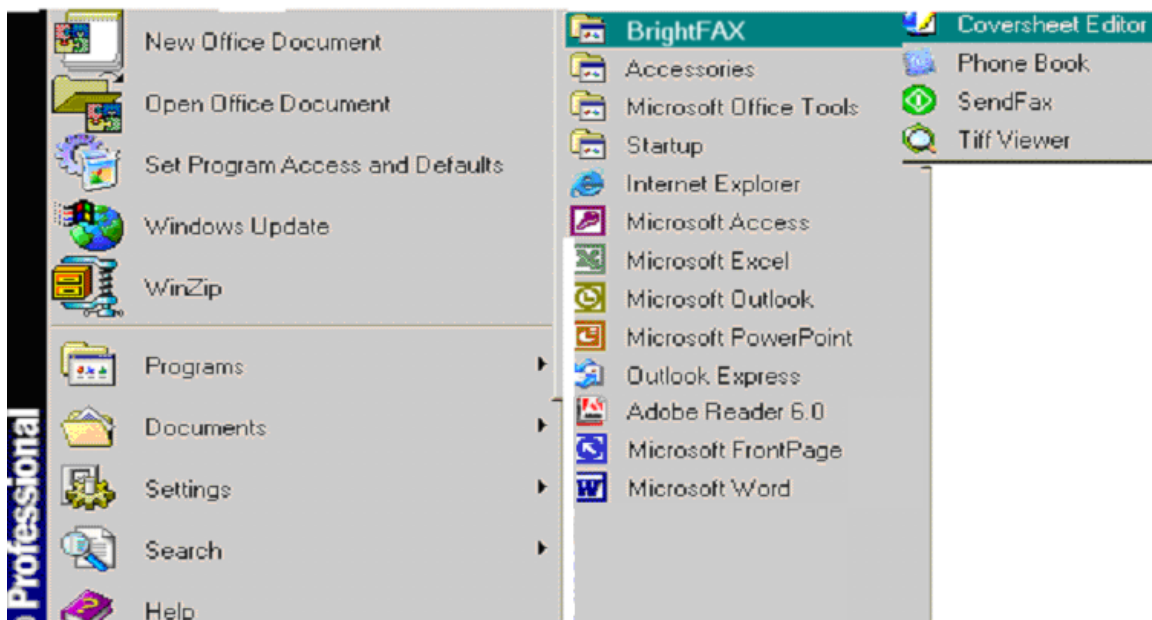 New Office Document
Open Office Document
Set Program Access and Defaults
Windows Update
WinZip
Programs
Documents
Settings
Search
Help
Professional
BrightFAX
Accessories
Microsoft Office Tools
Startup
Internet Explorer
Microsoft Access
Microsoft Excel
Microsoft Outlook
Microsoft PowerPoint
Outlook Express
Adobe Reader 6.0
Microsoft FrontPage
Microsoft Word
Coversheet Editor
Phone Book
SendFax
Tiff Viewer